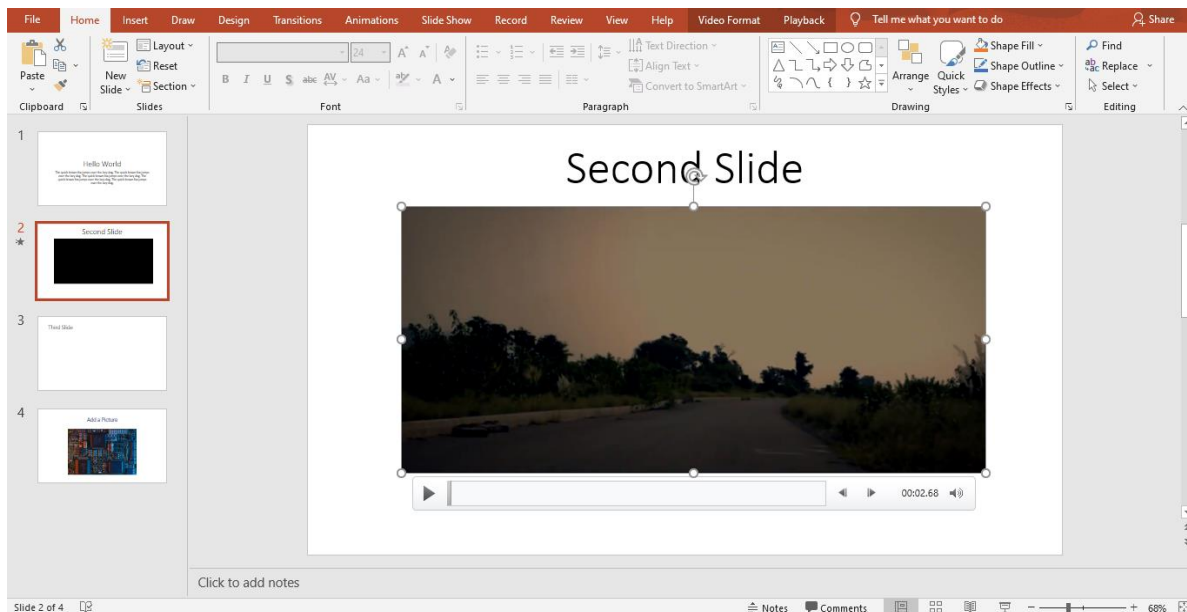 File Home Insert Draw Design Transitions Animations Slide Show Record Review View Help Video Format Playback Tell me what you want to do Share
Paste
New Slide
Layout
Reset
Section
24 A A
B I U S abc AV Aa A
Text Direction
Align Text
Convert to SmartArt
Arrange
Quick Styles
Shape Fill
Shape Outline
Shape Effects
Find
Replace
Select
Clipboard Slides Font Paragraph Drawing Editing
1
Hello World
2
Second Slide
3
Third Slide
4
Add a Picture
Second Slide
00:02.68
Click to add notes
Slide 2 of 4 Notes Comments 68%